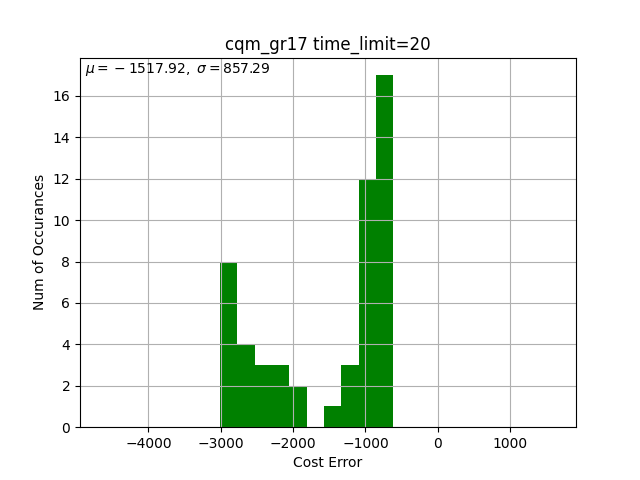 cqm_gr17 time_limit=20
μ = −1517.92, σ = 857.29
16
14
12
10
8
6
4
2
0
Num of Occurances
−4000 −3000 −2000 −1000 0 1000
Cost Error